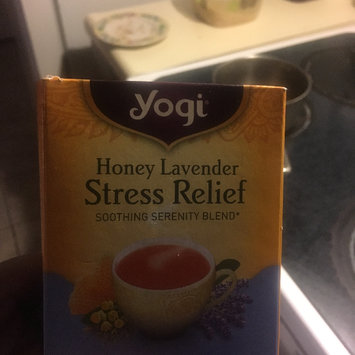 yogi
Honey Lavender
Stress Relief
SOOTHING SERENITY BLEND*